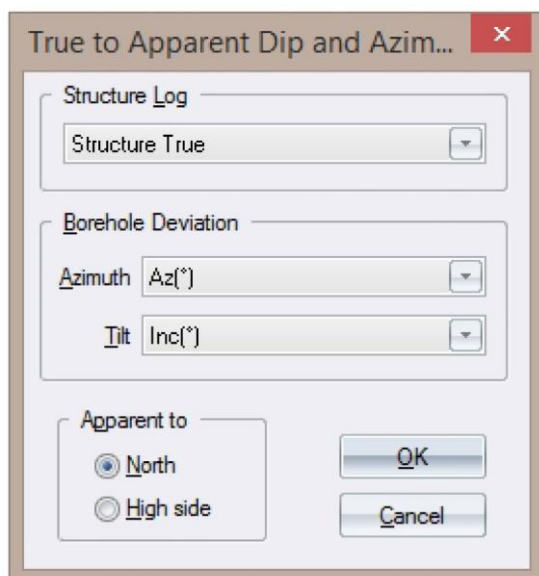 True to Apparent Dip and Azim...
x
Structure Log
Structure True
Borehole Deviation
Azimuth Az(°)
Tilt Inc(°)
Apparent to
North
High side
OK
Cancel